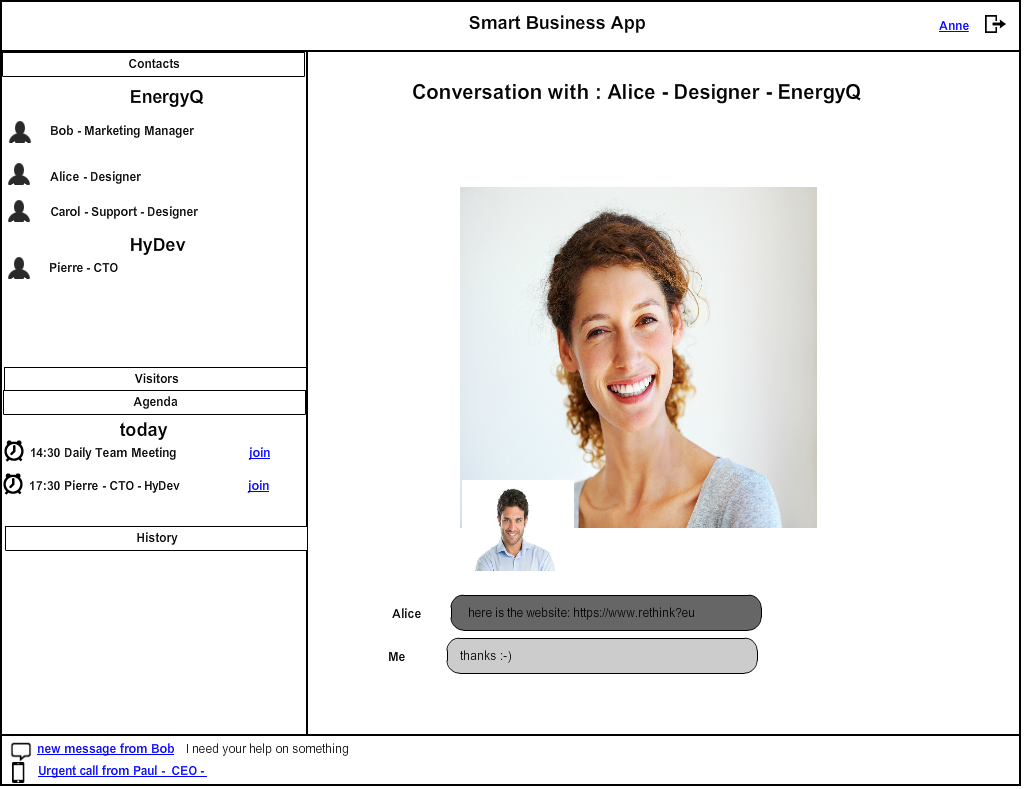 Smart Business App
Anne
Contacts
EnergyQ
Bob - Marketing Manager
Alice - Designer
Carol - Support - Designer
HyDev
Pierre - CTO
Visitors
Agenda
today
14:30 Daily Team Meeting join
17:30 Pierre - CTO - HyDev join
History
Conversation with : Alice - Designer - EnergyQ
Alice here is the website: https://www.rethink?eu
Me thanks :-)
new message from Bob I need your help on something
Urgent call from Paul - CEO -